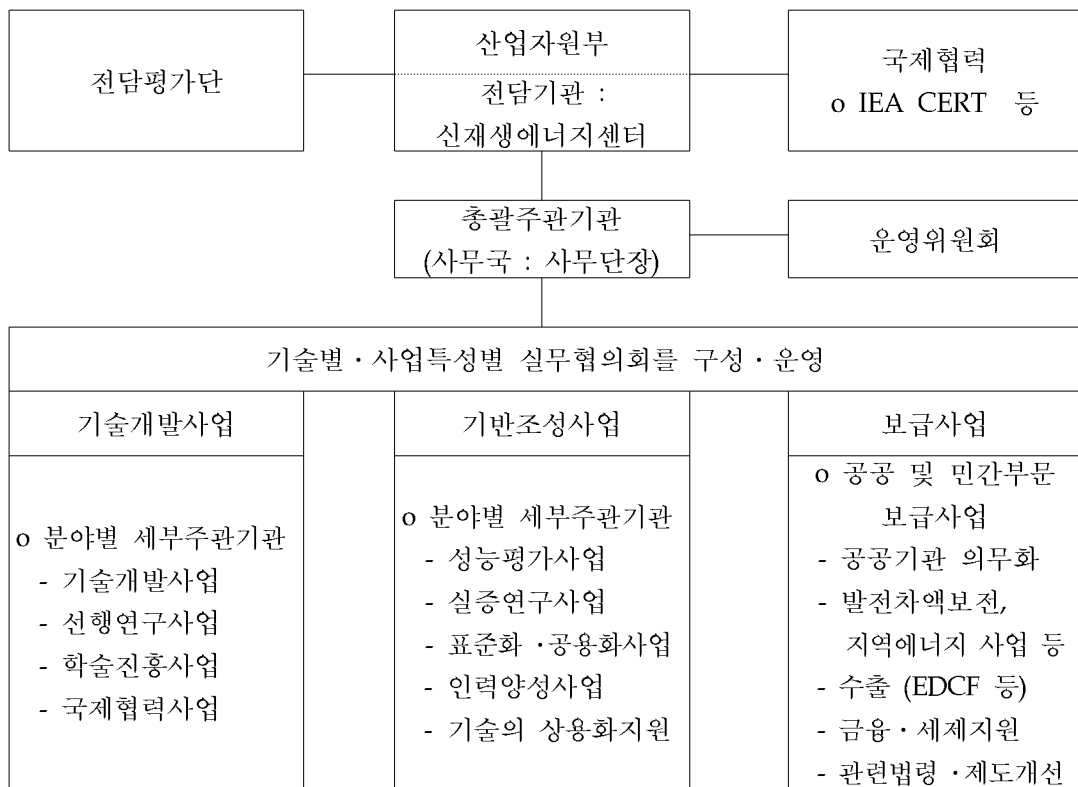 전담평가단
산업자원부
전담기관 :
신재생에너지센터
국제협력
o IEA CERT 등
총괄주관기관
(사무국 : 사무단장)
운영위원회
기술별·사업특성별 실무협의회를 구성·운영
기술개발사업
o 분야별 세부주관기관
- 기술개발사업
- 선행연구사업
- 학술진흥사업
- 국제협력사업
기반조성사업
o 분야별 세부주관기관
- 성능평가사업
- 실증연구사업
- 표준화·공용화사업
- 인력양성사업
- 기술의 상용화지원
보급사업
o 공공 및 민간부문
보급사업
- 공공기관 의무화
- 발전차액보전,
지역에너지 사업 등
- 수출 (EDCF 등)
- 금융·세제지원
- 관련법령·제도개선